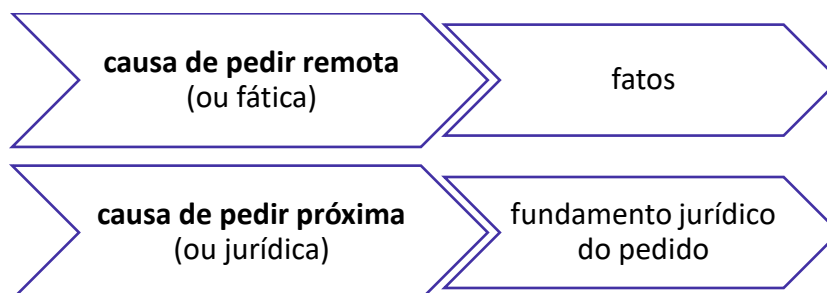 causa de pedir remota
(ou fática)
fatos
causa de pedir próxima
(ou jurídica)
fundamento jurídico
do pedido